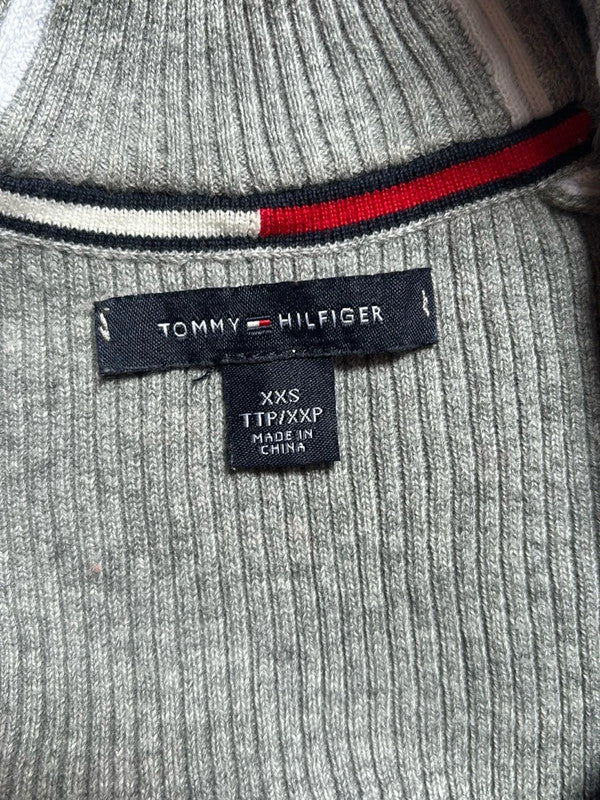 TOMMY HILFIGER
XXS
TTP/XXP
MADE IN
CHINA